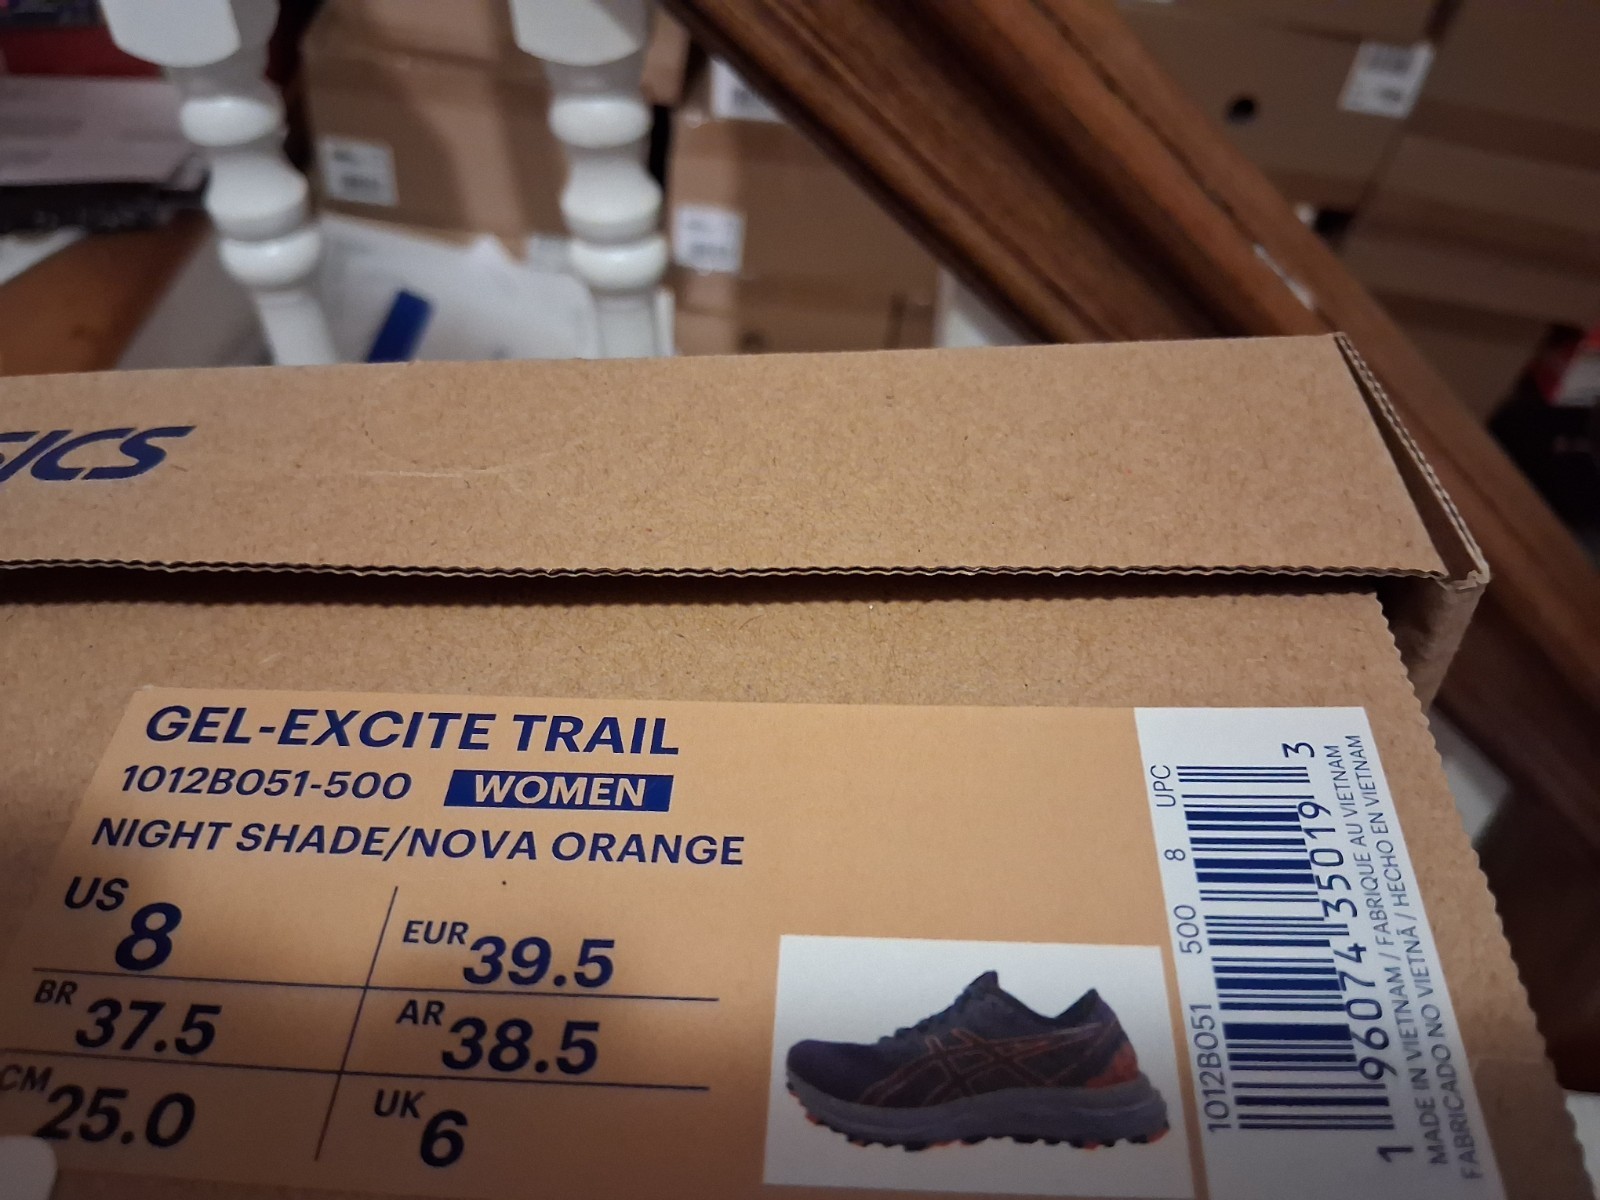 ASICS
GEL-EXCITE TRAIL
1012B051-500 WOMEN
NIGHT SHADE/NOVA ORANGE
US 8
EUR 39.5
BR 37.5
AR 38.5
CM 25.0
UK 6
1012B051 500 8 UPC
1 96074 35019 3
MADE IN VIETNAM / FABRIQUE AU VIETNAM
FABRICADO NO VIETNÃ / HECHO EN VIETNAM